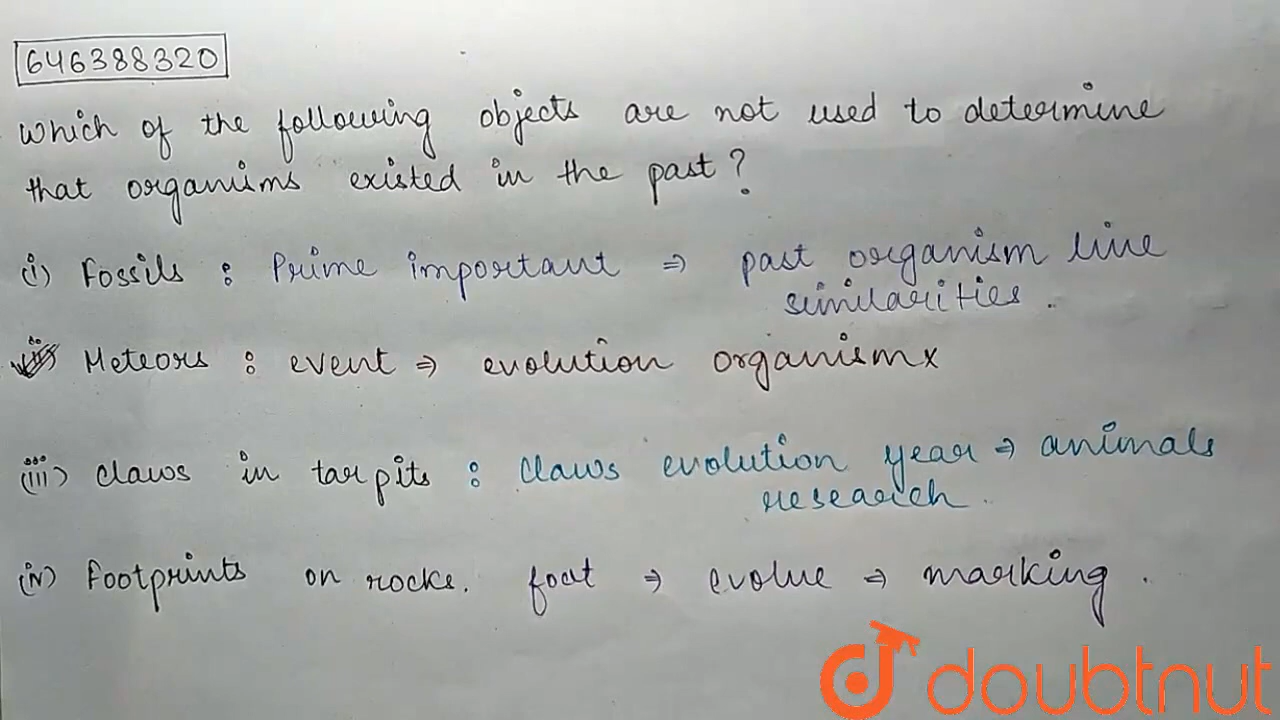 646388320
Which of the following objects are not used to determine
that organisms existed in the past?
(i) Fossils : Prime important ⇒ past organism line
similarities.
Meteors : event ⇒ evolution organism x
(iii) claws in tar pits : claws evolution year ⇒ animals
research.
(iv) Footprints on rocks. foot ⇒ evolve ⇒ marking.
doubtnut